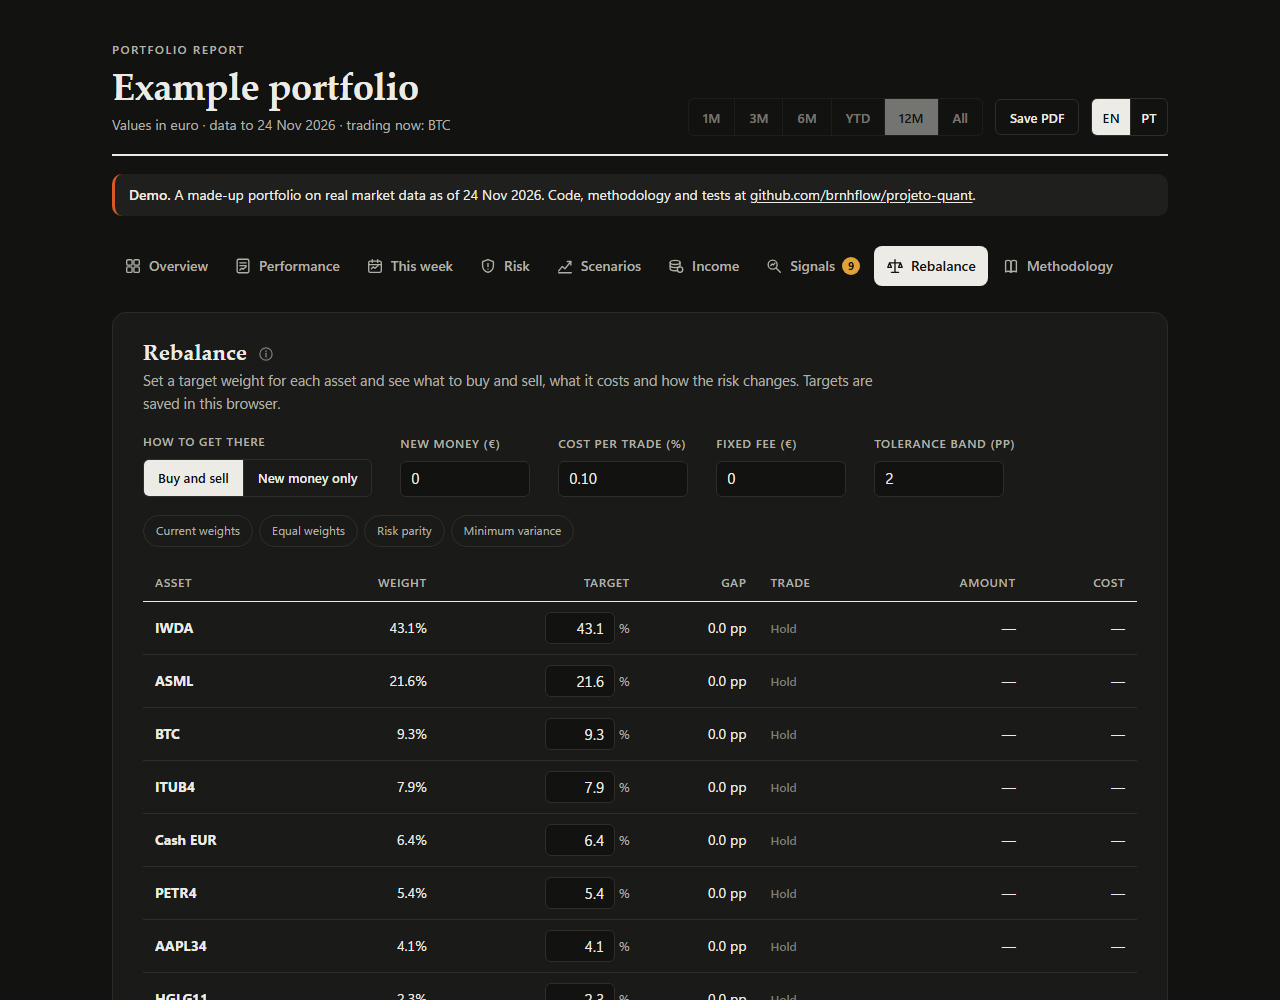 PORTFOLIO REPORT
Example portfolio
Values in euro · data to 24 Nov 2026 · trading now: BTC
1M 3M 6M YTD 12M All Save PDF EN PT
Demo. A made-up portfolio on real market data as of 24 Nov 2026. Code, methodology and tests at github.com/brnhflow/projeto-quant.
Overview Performance This week Risk Scenarios Income Signals 9 Rebalance Methodology
Rebalance
Set a target weight for each asset and see what to buy and sell, what it costs and how the risk changes. Targets are
saved in this browser.
HOW TO GET THERE NEW MONEY (€) COST PER TRADE (%) FIXED FEE (€) TOLERANCE BAND (PP)
Buy and sell New money only 0 0.10 0 2
Current weights Equal weights Risk parity Minimum variance
ASSET WEIGHT TARGET GAP TRADE AMOUNT COST
IWDA 43.1% 43.1 % 0.0 pp Hold — —
ASML 21.6% 21.6 % 0.0 pp Hold — —
BTC 9.3% 9.3 % 0.0 pp Hold — —
ITUB4 7.9% 7.9 % 0.0 pp Hold — —
Cash EUR 6.4% 6.4 % 0.0 pp Hold — —
PETR4 5.4% 5.4 % 0.0 pp Hold — —
AAPL34 4.1% 4.1 % 0.0 pp Hold — —
HGLG11 2.3% 2.3 % 0.0 pp Hold — —